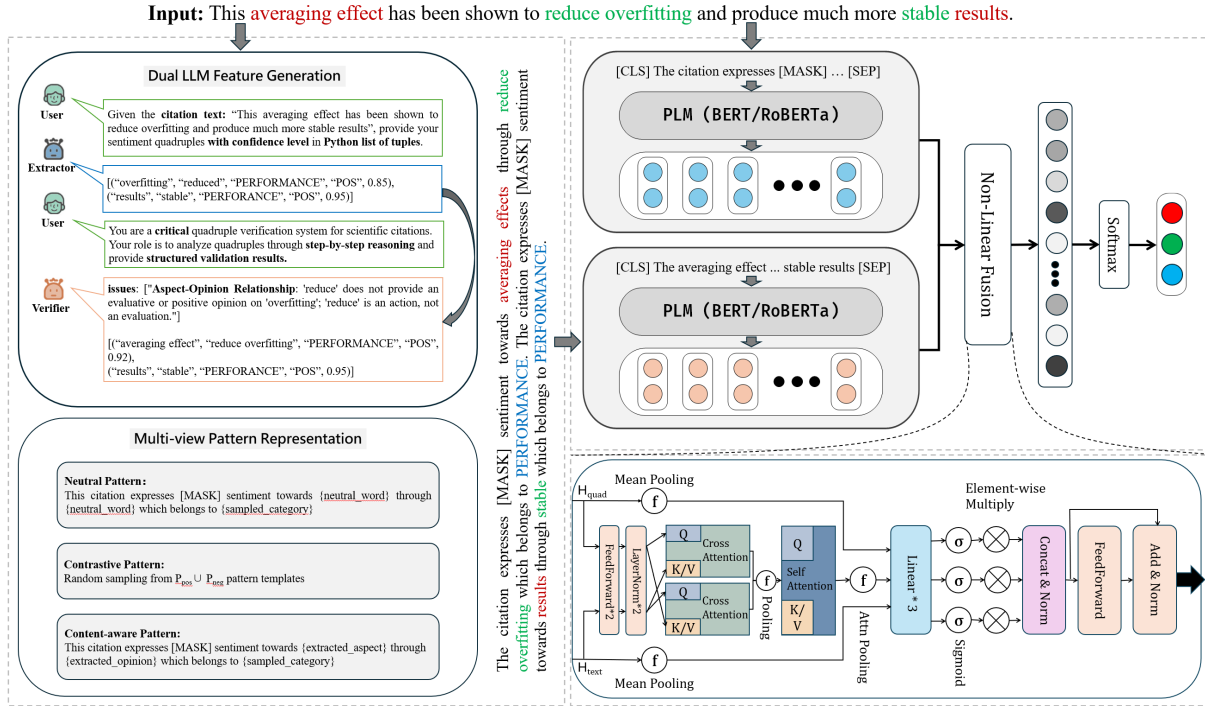 Input: This averaging effect has been shown to reduce overfitting and produce much more stable results.
Dual LLM Feature Generation
User
Given the citation text: “This averaging effect has been shown to
reduce overfitting and produce much more stable results”, provide your
sentiment quadruples with confidence level in Python list of tuples.
Extractor
[(“overfitting”, “reduced”, “PERFORMANCE”, “POS”, 0.85),
(“results”, “stable”, “PERFORANCE”, “POS”, 0.95)]
User
You are a critical quadruple verification system for scientific citations.
Your role is to analyze quadruples through step-by-step reasoning and
provide structured validation results.
Verifier
issues: ["Aspect-Opinion Relationship: 'reduce' does not provide an
evaluative or positive opinion on 'overfitting'; 'reduce' is an action, not
an evaluation."]
[(“averaging effect”, “reduce overfitting”, “PERFORMANCE”, “POS”,
0.92),
(“results”, “stable”, “PERFORANCE”, “POS”, 0.95)]
Multi-view Pattern Representation
Neutral Pattern:
This citation expresses [MASK] sentiment towards {neutral_word} through
{neutral_word} which belongs to {sampled_category}
Contrastive Pattern:
Random sampling from Ppos ∪ Pneg pattern templates
Content-aware Pattern:
This citation expresses [MASK] sentiment towards {extracted_aspect} through
{extracted_opinion} which belongs to {sampled_category}
The citation expresses [MASK] sentiment towards averaging effects through reduce
overfitting which belongs to PERFORMANCE. The citation expresses [MASK] sentiment
towards results through stable which belongs to PERFORMANCE.
[CLS] The citation expresses [MASK] … [SEP]
PLM (BERT/RoBERTa)
[CLS] The averaging effect ... stable results [SEP]
PLM (BERT/RoBERTa)
Non-Linear Fusion
Softmax
Mean Pooling
Hquad
f
FeedForward*2
LayerNorm*2
Q
Cross
Attention
K/V
Q
Cross
Attention
K/V
f
Pooling
Q
Self
Attention
K/
V
f
Attn Pooling
Htext
f
Mean Pooling
Linear * 3
σ
σ
σ
Sigmoid
Element-wise
Multiply
Concat & Norm
FeedForward
Add & Norm